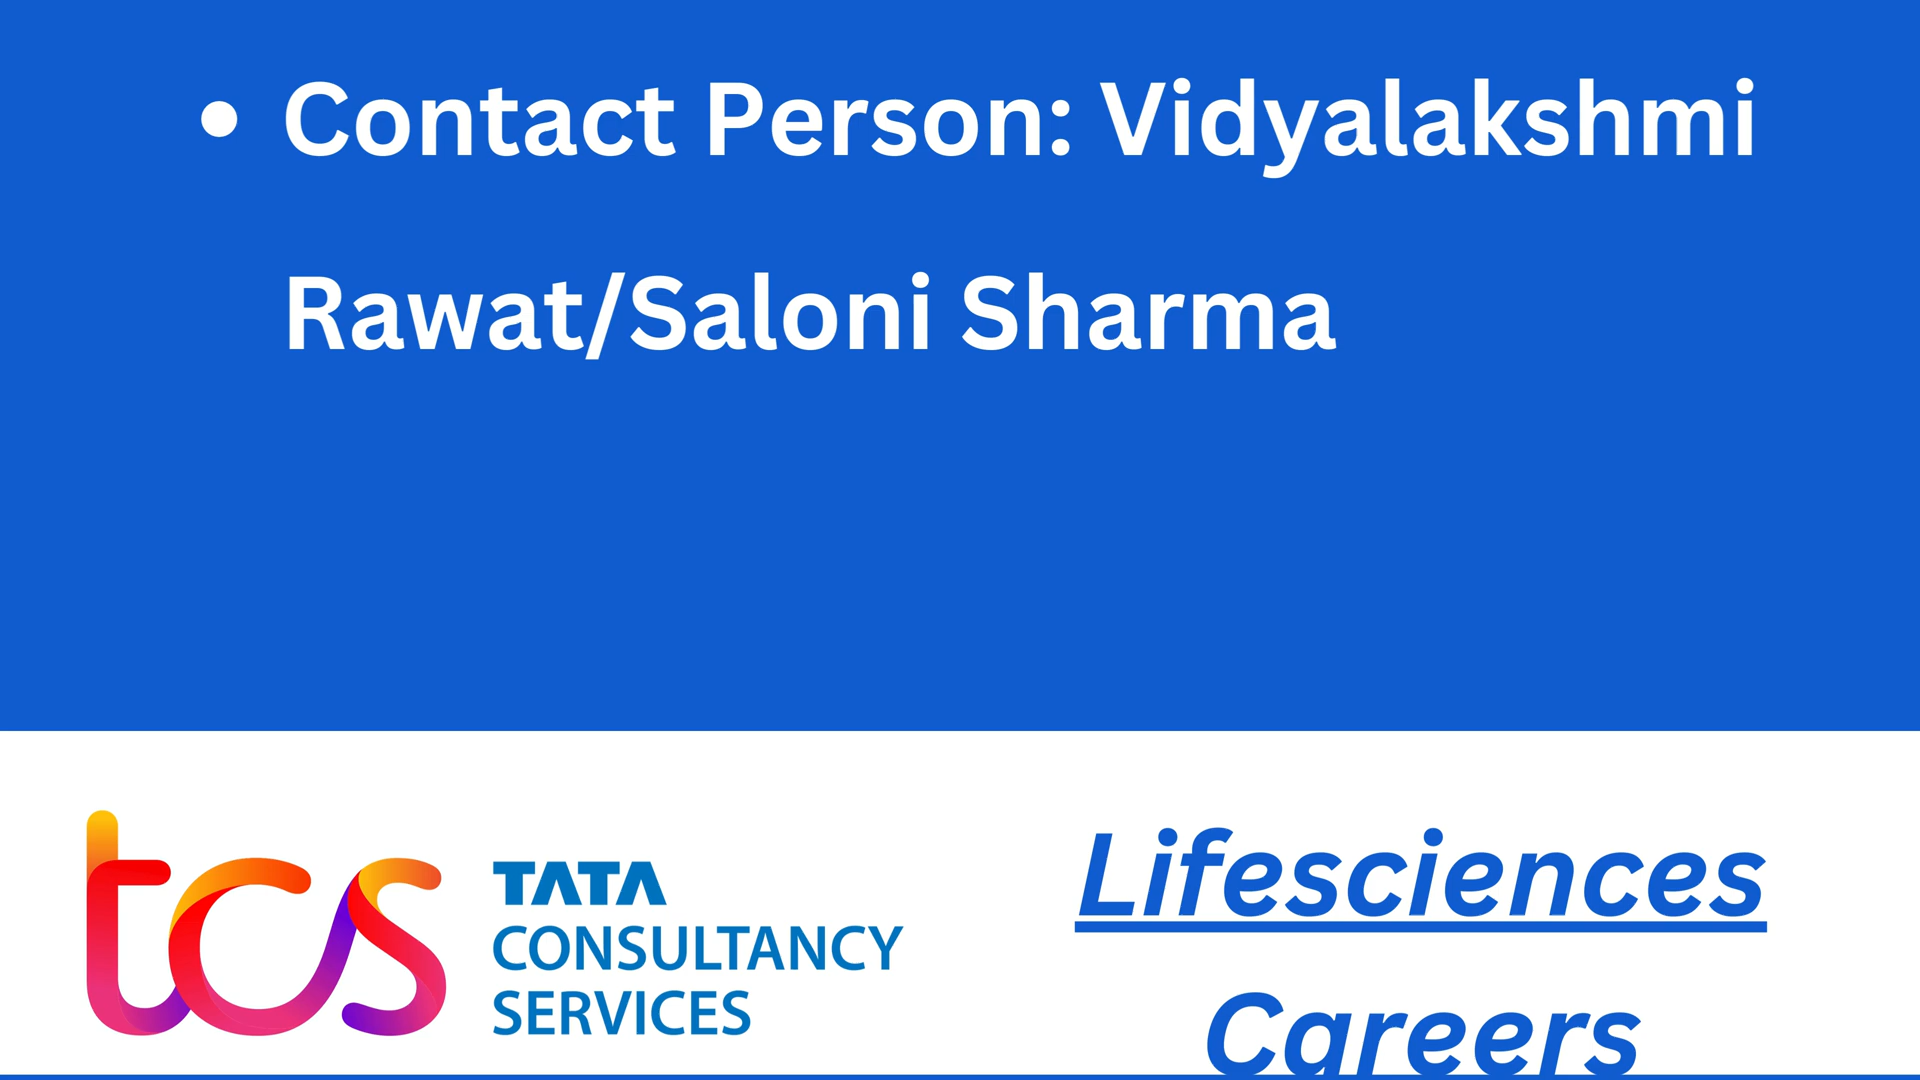 • Contact Person: Vidyalakshmi
Rawat/Saloni Sharma
tcs
TATA
CONSULTANCY
SERVICES
Lifesciences
Careers